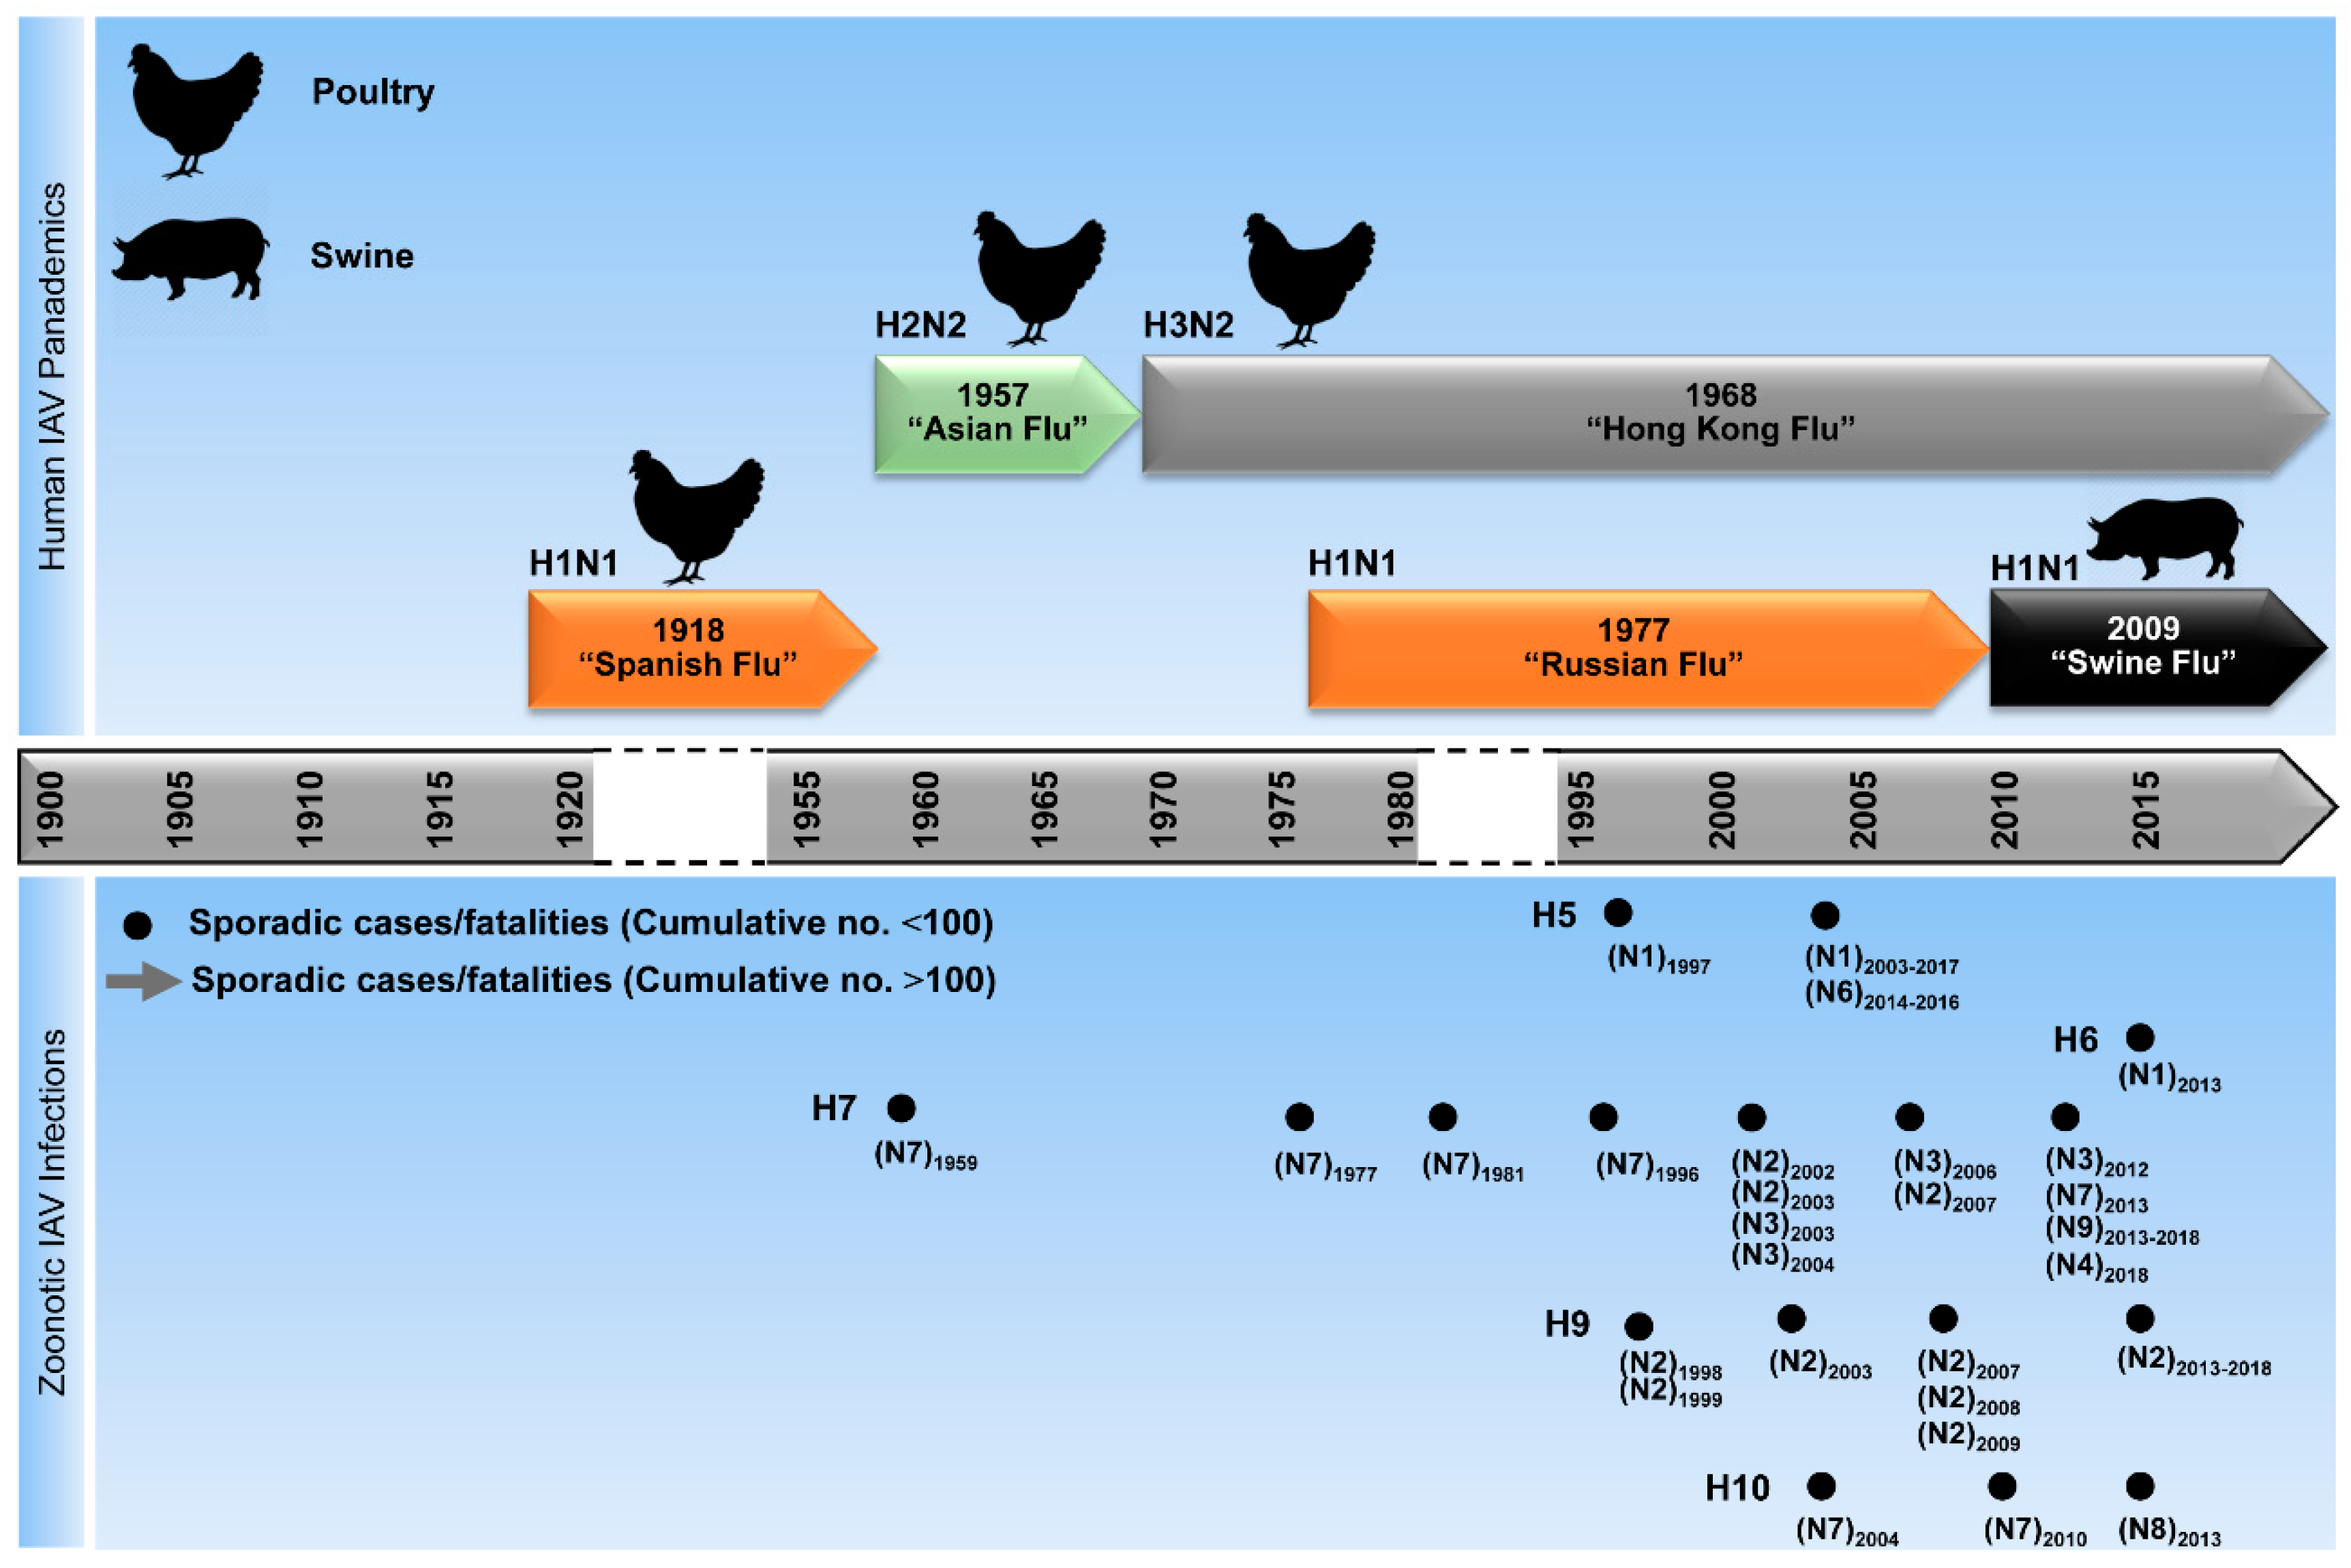 Human IAV Panademics
Poultry
Swine
H2N2
H3N2
1957
“Asian Flu”
1968
“Hong Kong Flu”
H1N1
H1N1
H1N1
1918
“Spanish Flu”
1977
“Russian Flu”
2009
“Swine Flu”
1900 1905 1910 1915 1920 1955 1960 1965 1970 1975 1980 1995 2000 2005 2010 2015
Zoonotic IAV Infections
Sporadic cases/fatalities (Cumulative no. <100)
Sporadic cases/fatalities (Cumulative no. >100)
H5
(N1)1997
(N1)2003-2017
(N6)2014-2016
H6
(N1)2013
H7
(N7)1959
(N7)1977
(N7)1981
(N7)1996
(N2)2002
(N2)2003
(N3)2003
(N3)2004
(N3)2006
(N2)2007
(N3)2012
(N7)2013
(N9)2013-2018
(N4)2018
H9
(N2)1998
(N2)1999
(N2)2003
(N2)2007
(N2)2008
(N2)2009
(N2)2013-2018
H10
(N7)2004
(N7)2010
(N8)2013